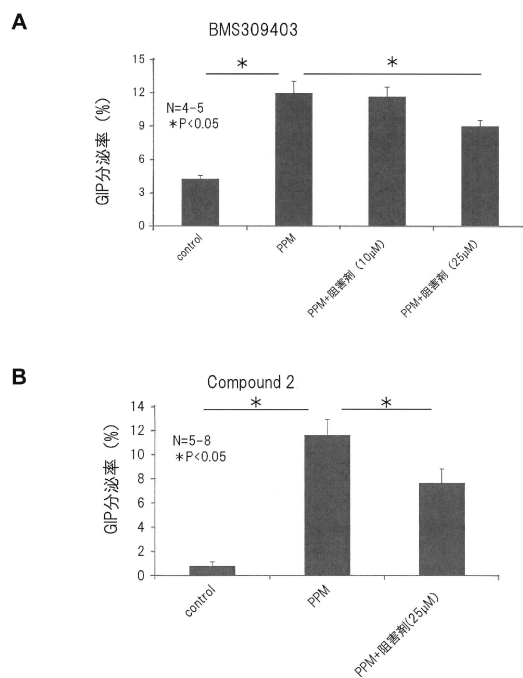 A
BMS309403
GIP分泌率 (%)
15
12
9
6
3
0
N=4-5
*P<0.05
*
*
control
PPM
PPM+阻害剤 (10μM)
PPM+阻害剤 (25μM)
B
Compound 2
GIP分泌率 (%)
14
12
10
8
6
4
2
0
N=5-8
*P<0.05
*
*
control
PPM
PPM+阻害剤(25μM)